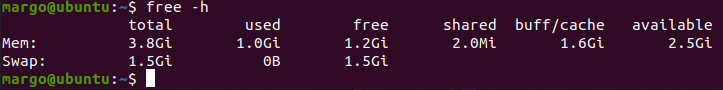 margo@ubuntu:~$ free -h
              total        used        free      shared  buff/cache   available
Mem:          3.8Gi       1.0Gi       1.2Gi       2.0Mi       1.6Gi       2.5Gi
Swap:         1.5Gi          0B       1.5Gi
margo@ubuntu:~$